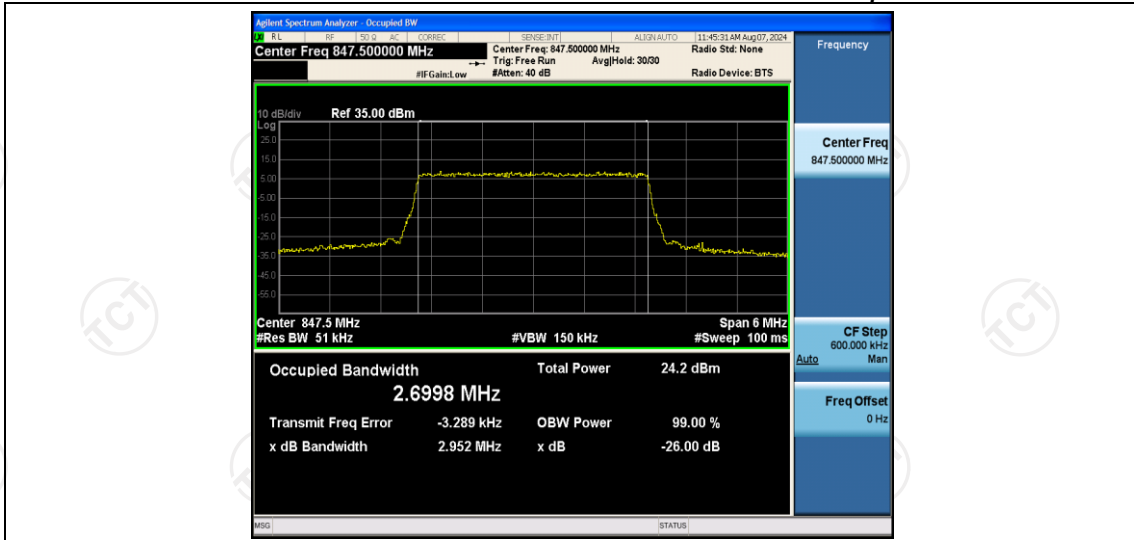 Agilent Spectrum Analyzer - Occupied BW
LXI RL RF 50 Ω AC CORREC SENSE:INT ALIGN AUTO 11:45:31 AM Aug 07, 2024
Center Freq 847.500000 MHz
Center Freq: 847.500000 MHz Radio Std: None
Trig: Free Run Avg|Hold: 30/30
#IFGain:Low #Atten: 40 dB Radio Device: BTS
10 dB/div Ref 35.00 dBm
Log
25.0
15.0
5.00
-5.00
-15.0
-25.0
-35.0
-45.0
-55.0
Center 847.5 MHz Span 6 MHz
#Res BW 51 kHz #VBW 150 kHz #Sweep 100 ms
Occupied Bandwidth Total Power 24.2 dBm
2.6998 MHz
Transmit Freq Error -3.289 kHz OBW Power 99.00 %
x dB Bandwidth 2.952 MHz x dB -26.00 dB
MSG STATUS
Frequency
Center Freq
847.500000 MHz
CF Step
600.000 kHz
Auto Man
Freq Offset
0 Hz
TCT
TCT